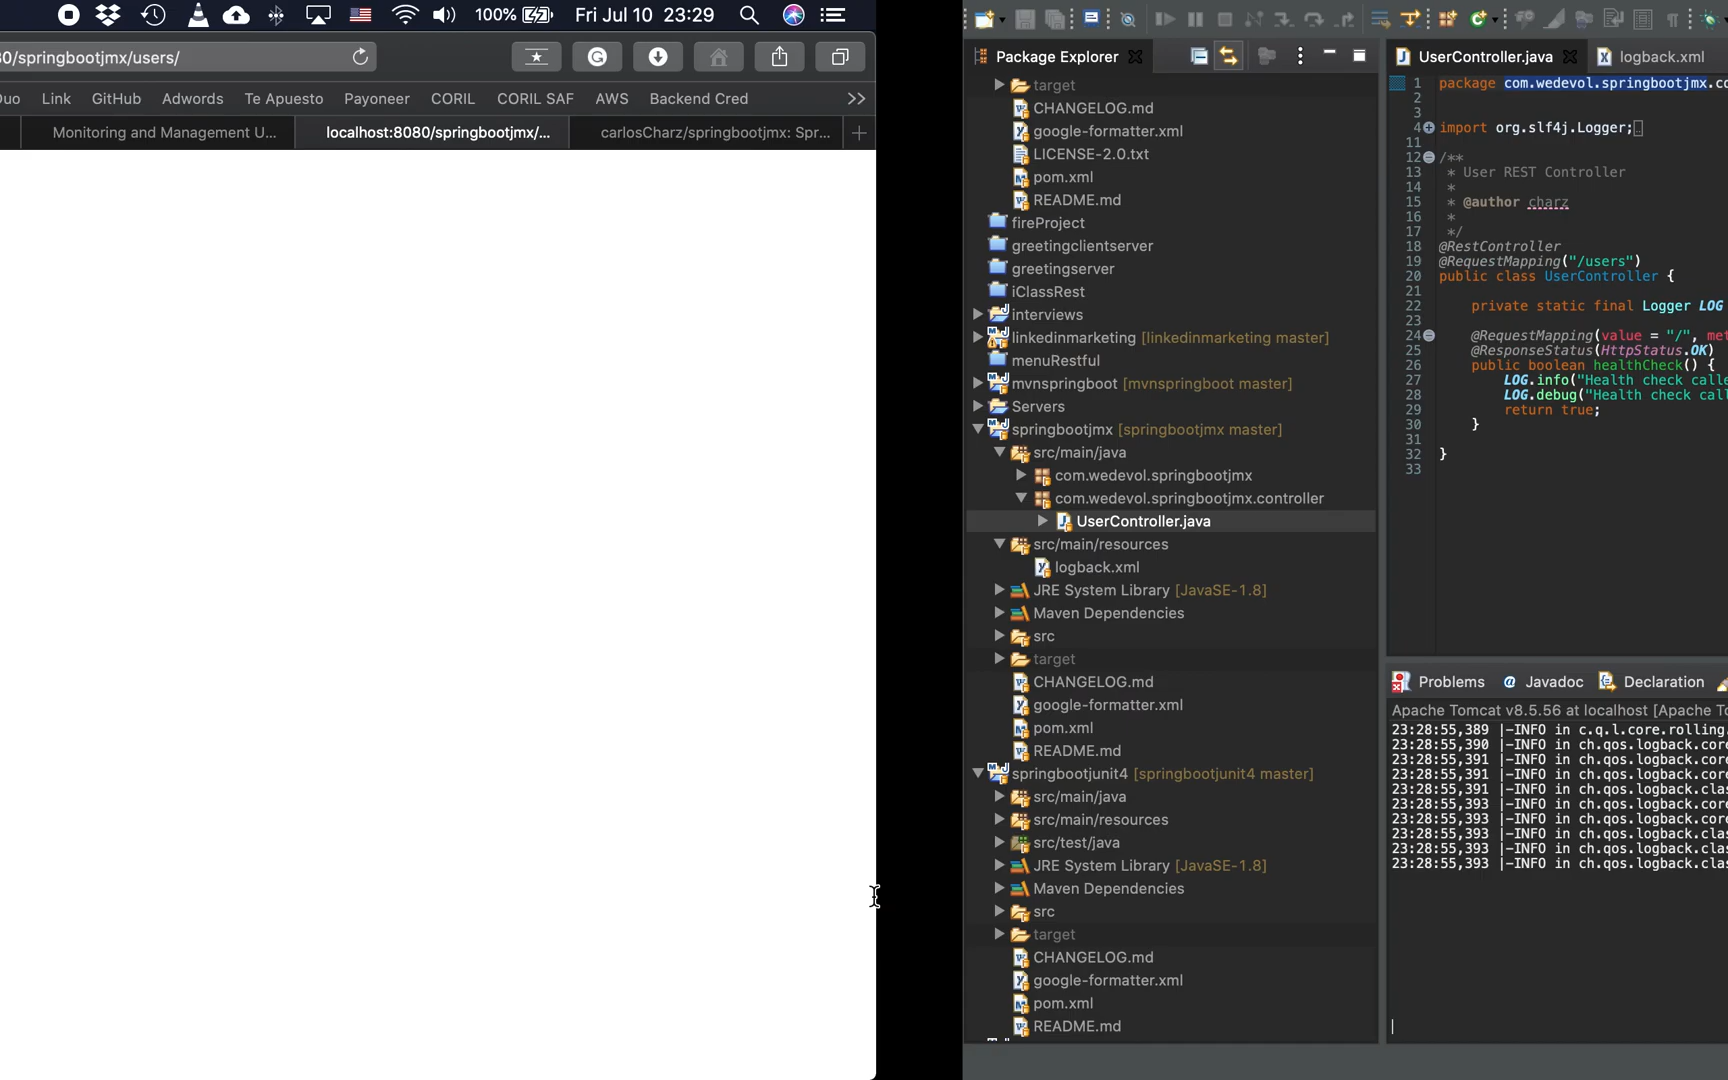 100%
Fri Jul 10 23:29
/springbootjmx/users/
Link GitHub Adwords Te Apuesto Payoneer CORIL CORIL SAF AWS Backend Cred
Monitoring and Management U...
localhost:8080/springbootjmx/...
carlosCharz/springbootjmx: Spr...
Package Explorer
target
CHANGELOG.md
google-formatter.xml
LICENSE-2.0.txt
pom.xml
README.md
fireProject
greetingclientserver
greetingserver
iClassRest
interviews
linkedinmarketing [linkedinmarketing master]
menuRestful
mvnspringboot [mvnspringboot master]
Servers
springbootjmx [springbootjmx master]
src/main/java
com.wedevol.springbootjmx
com.wedevol.springbootjmx.controller
UserController.java
src/main/resources
logback.xml
JRE System Library [JavaSE-1.8]
Maven Dependencies
src
target
CHANGELOG.md
google-formatter.xml
pom.xml
README.md
springbootjunit4 [springbootjunit4 master]
src/main/java
src/main/resources
src/test/java
JRE System Library [JavaSE-1.8]
Maven Dependencies
src
target
CHANGELOG.md
google-formatter.xml
pom.xml
README.md
UserController.java
logback.xml
1 package com.wedevol.springbootjmx.co
2
3
4 import org.slf4j.Logger;
11
12 /**
13 * User REST Controller
14 *
15 * @author charz
16 *
17 */
18 @RestController
19 @RequestMapping("/users")
20 public class UserController {
21
22 private static final Logger LOG
23
24 @RequestMapping(value = "/", met
25 @ResponseStatus(HttpStatus.OK)
26 public boolean healthCheck() {
27 LOG.info("Health check calle
28 LOG.debug("Health check call
29 return true;
30 }
31
32 }
33
Problems Javadoc Declaration
Apache Tomcat v8.5.56 at localhost [Apache To
23:28:55,389 |-INFO in c.q.l.core.rolling.
23:28:55,390 |-INFO in ch.qos.logback.core
23:28:55,391 |-INFO in ch.qos.logback.core
23:28:55,391 |-INFO in ch.qos.logback.core
23:28:55,391 |-INFO in ch.qos.logback.clas
23:28:55,393 |-INFO in ch.qos.logback.core
23:28:55,393 |-INFO in ch.qos.logback.core
23:28:55,393 |-INFO in ch.qos.logback.clas
23:28:55,393 |-INFO in ch.qos.logback.clas
23:28:55,393 |-INFO in ch.qos.logback.clas